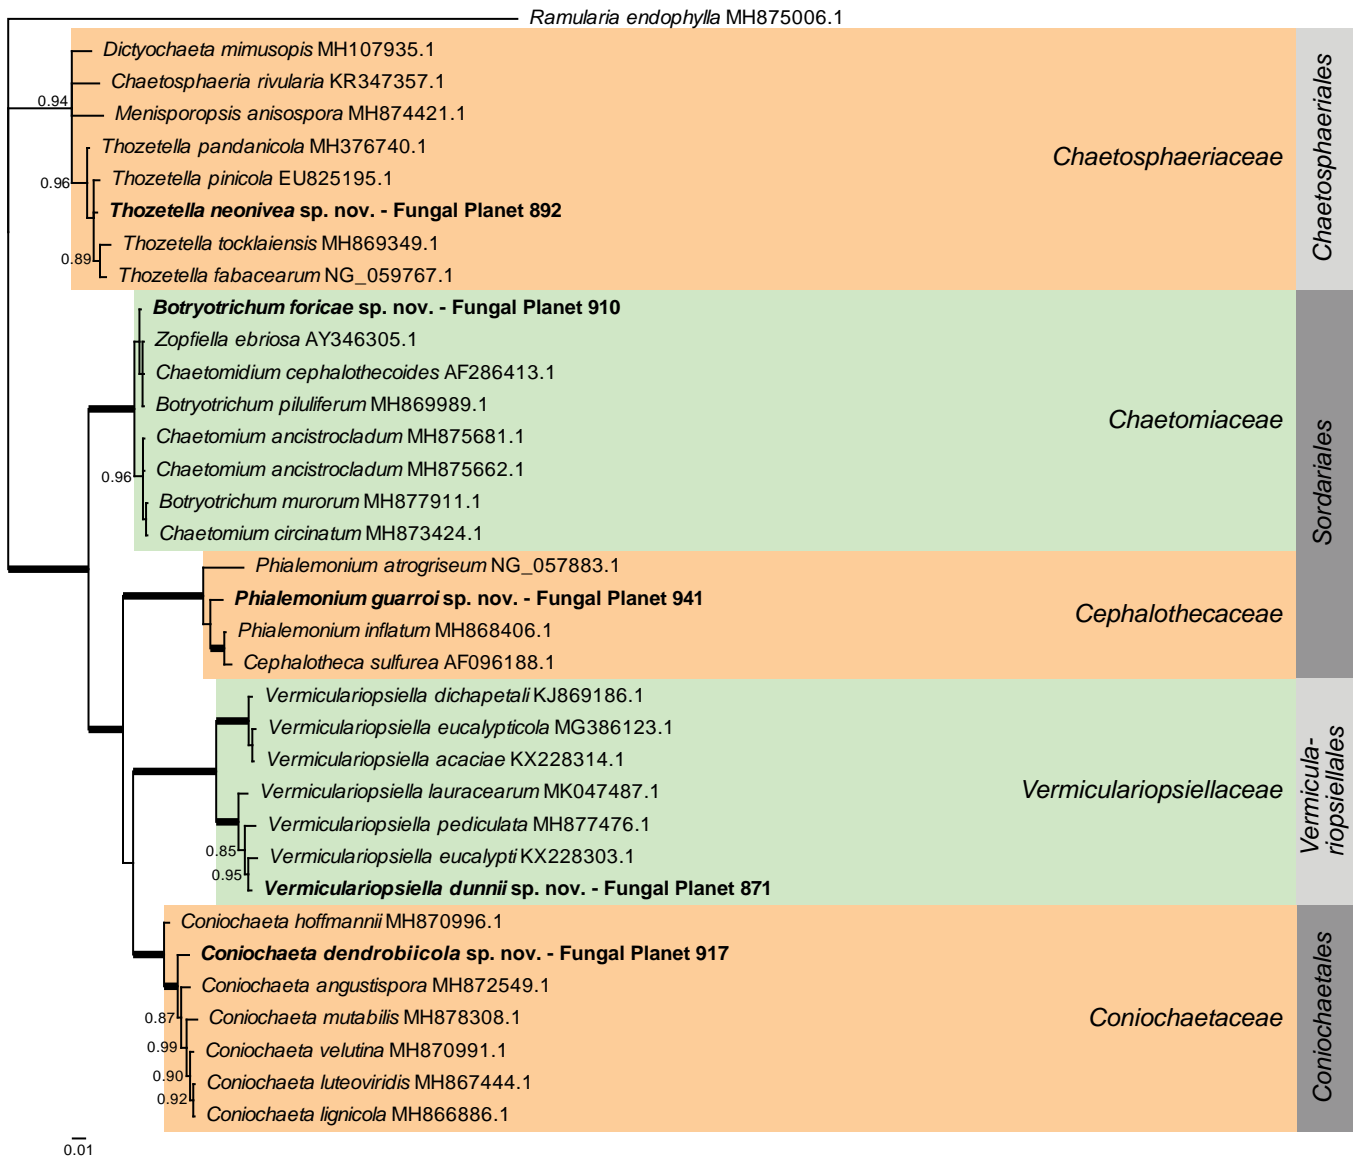 Ramularia endophylla MH875006.1
Dictyochaeta mimusopis MH107935.1
Chaetosphaeria rivularia KR347357.1
0.94
Menisporopsis anisospora MH874421.1
Thozetella pandanicola MH376740.1
Chaetosphaeriaceae
Chaetosphaeriales
0.96
Thozetella pinicola EU825195.1
Thozetella neonivea sp. nov. - Fungal Planet 892
Thozetella tocklaiensis MH869349.1
0.89
Thozetella fabacearum NG_059767.1
Botryotrichum foricae sp. nov. - Fungal Planet 910
Zopfiella ebriosa AY346305.1
Chaetomidium cephalothecoides AF286413.1
Botryotrichum piluliferum MH869989.1
Chaetomiaceae
Chaetomium ancistrocladum MH875681.1
Chaetomium ancistrocladum MH875662.1
0.96
Sordariales
Botryotrichum murorum MH877911.1
Chaetomium circinatum MH873424.1
Phialemonium atrogriseum NG_057883.1
Phialemonium guarroi sp. nov. - Fungal Planet 941
Cephalothecaceae
Phialemonium inflatum MH868406.1
Cephalotheca sulfurea AF096188.1
Vermiculariopsiella dichapetali KJ869186.1
Vermiculariopsiella eucalypticola MG386123.1
Vermiculariopsiella acaciae KX228314.1
Vermiculariopsiella lauracearum MK047487.1
Vermiculariopsiellaceae
Vermicula-
riopsiellales
Vermiculariopsiella pediculata MH877476.1
0.85
Vermiculariopsiella eucalypti KX228303.1
0.95
Vermiculariopsiella dunnii sp. nov. - Fungal Planet 871
Coniochaeta hoffmannii MH870996.1
Coniochaeta dendrobiicola sp. nov. - Fungal Planet 917
Coniochaeta angustispora MH872549.1
0.87
Coniochaeta mutabilis MH878308.1
Coniochaetaceae
Coniochaetales
0.99
Coniochaeta velutina MH870991.1
0.90
Coniochaeta luteoviridis MH867444.1
0.92
Coniochaeta lignicola MH866886.1
0.01